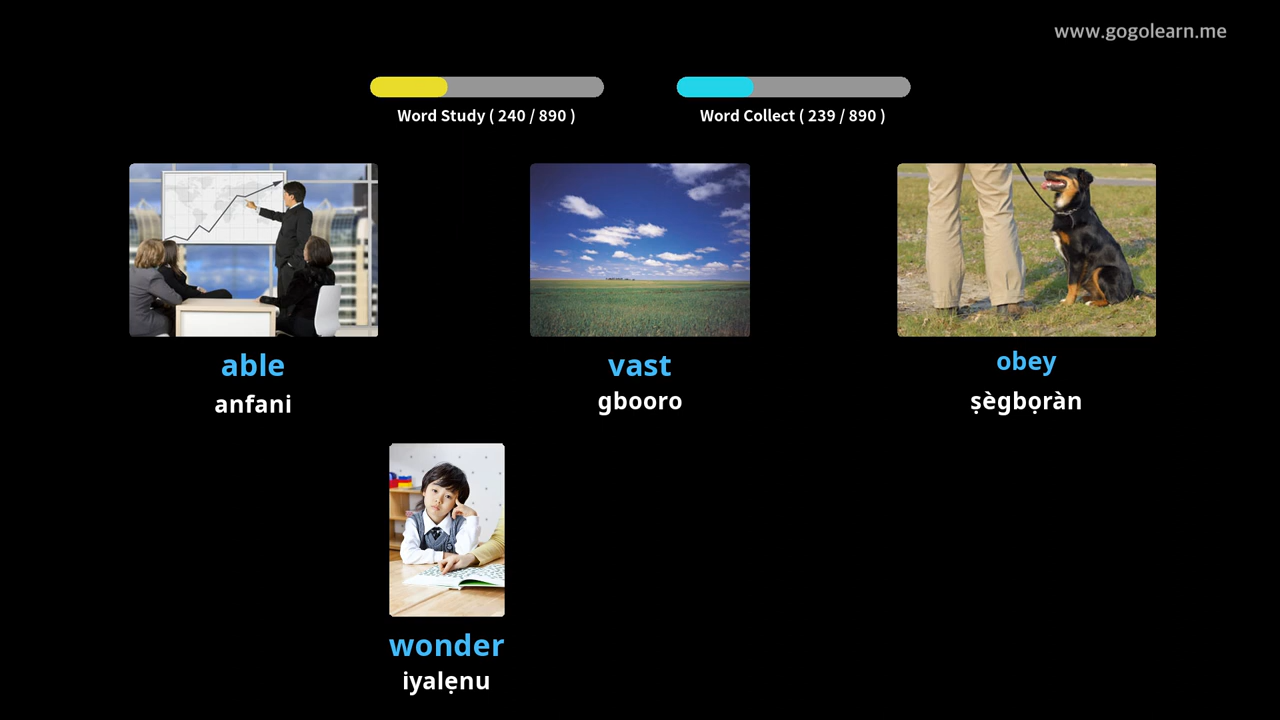 www.gogolearn.me
Word Study ( 240 / 890 )
Word Collect ( 239 / 890 )
able
anfani
vast
gbooro
obey
ṣègbọràn
wonder
iyalẹnu